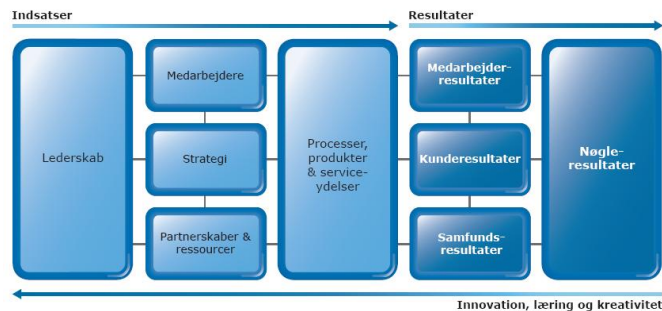 Indsatser
Resultater
Lederskab
Medarbejdere
Strategi
Partnerskaber &
ressourcer
Processer,
produkter
& service-
ydelser
Medarbejder-
resultater
Kunderesultater
Samfunds-
resultater
Nøgle-
resultater
Innovation, læring og kreativitet